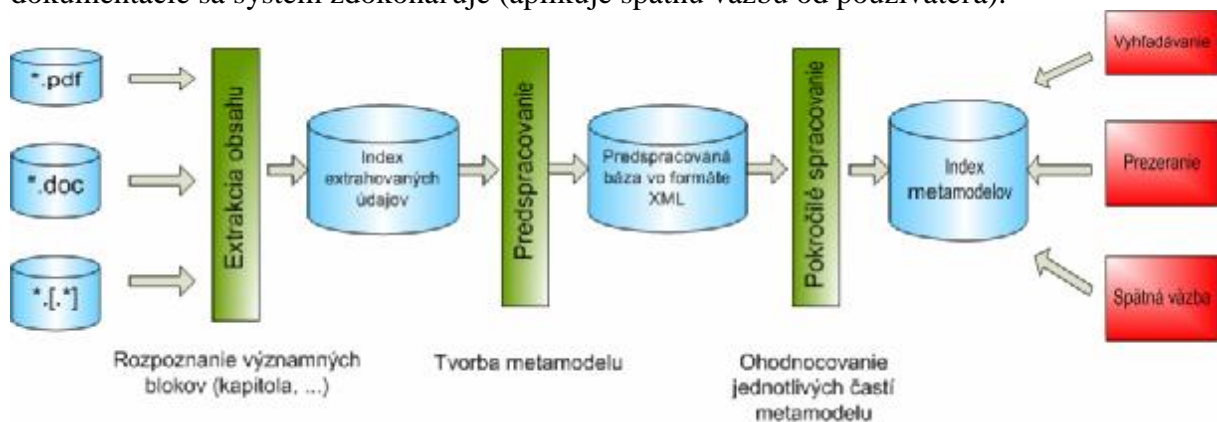 dokumentácie sa systém zdokonaľuje (aplikuje spätnú väzbu od používateľa).
*.pdf
*.doc
*.[.*]
Extrakcia obsahu
Rozpoznanie významných
blokov (kapitola, ...)
Index
extrahovaných
údajov
Predspracovanie
Tvorba metamodelu
Predspracovaná
báza vo formáte
XML
Pokročilé spracovanie
Ohodnocovanie
jednotlivých častí
metamodelu
Index
metamodelov
Vyhľadávanie
Prezeranie
Spätná väzba